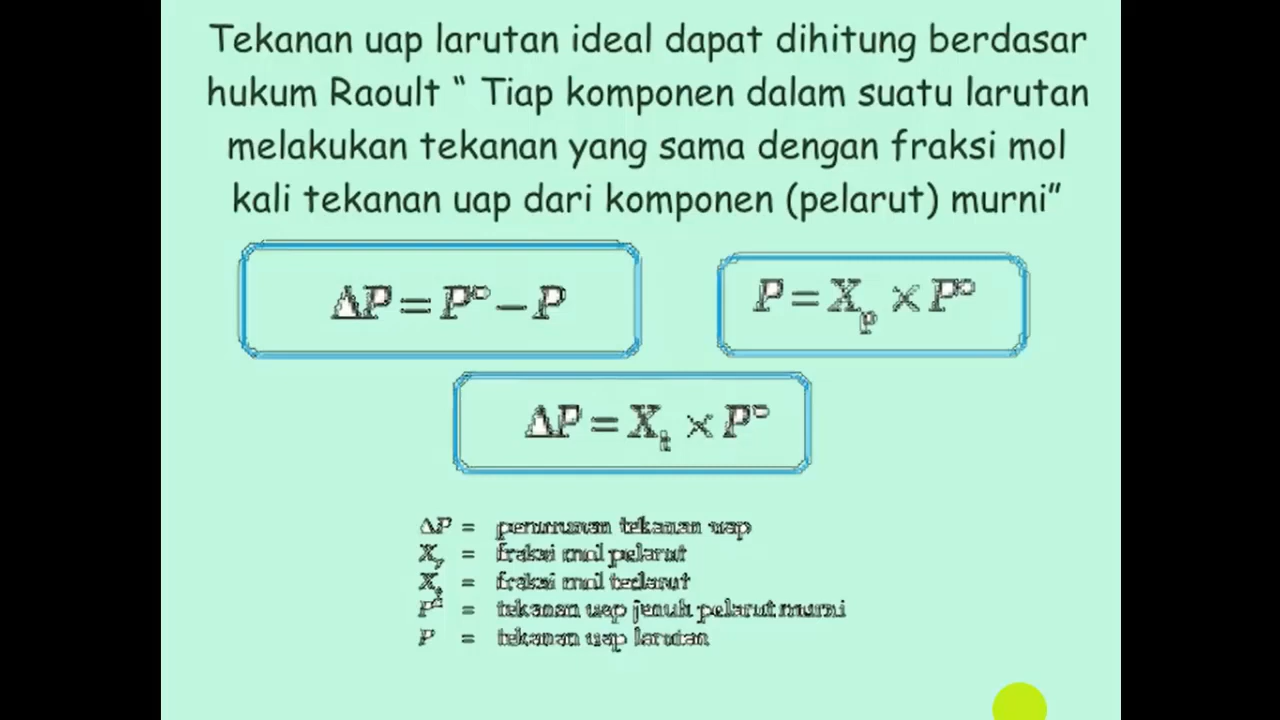 Tekanan uap larutan ideal dapat dihitung berdasar
hukum Raoult “ Tiap komponen dalam suatu larutan
melakukan tekanan yang sama dengan fraksi mol
kali tekanan uap dari komponen (pelarut) murni”
ΔP = P° − P
P = Xₚ × P°
ΔP = Xₜ × P°
ΔP = penurunan tekanan uap
Xₚ = fraksi mol pelarut
Xₜ = fraksi mol terlarut
P° = tekanan uap jenuh pelarut murni
P = tekanan uap larutan